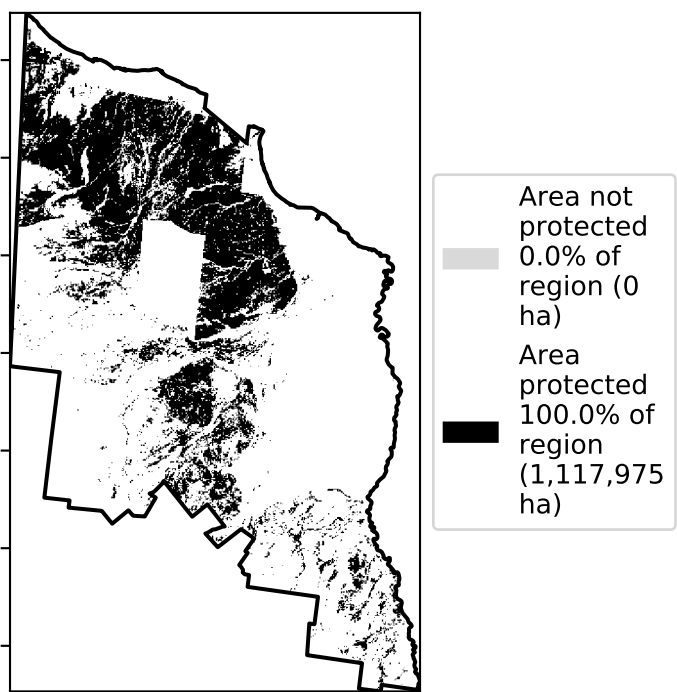 Area not
protected
0.0% of
region (0
ha)
Area
protected
100.0% of
region
(1,117,975
ha)